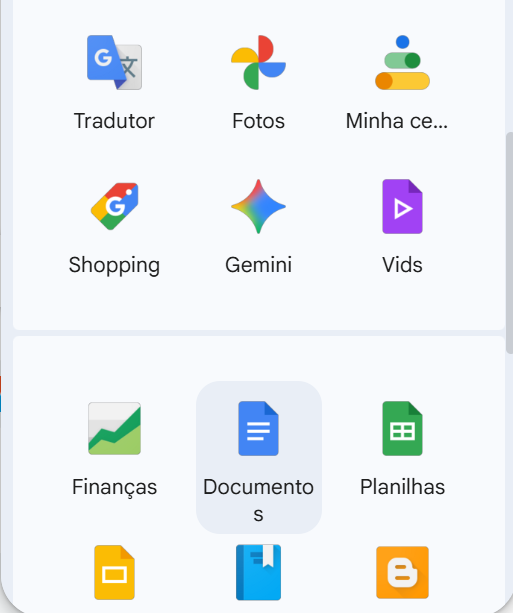 Tradutor
Fotos
Minha ce...
Shopping
Gemini
Vids
Finanças
Documento
s
Planilhas